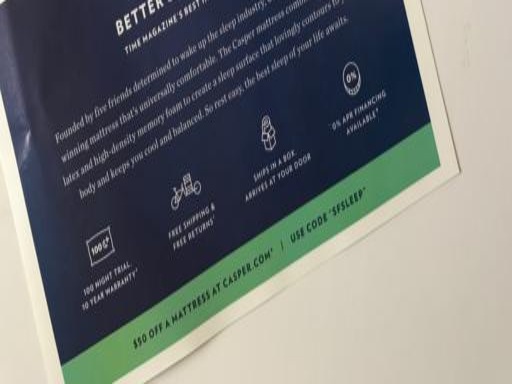 BETTER
TIME MAGAZINE'S BEST
Founded by five friends determined to wake up the sleep industry,
winning mattress that's universally comfortable. The Casper mattress
latex and high-density memory foam to create a sleep surface that lovingly contours to
body and keeps you cool and balanced. So rest easy, the best sleep of your life awaits.
100
100 NIGHT TRIAL,
10 YEAR WARRANTY*
FREE SHIPPING &
FREE RETURNS*
SHIPS IN A BOX,
ARRIVES AT YOUR DOOR
0%
0% APR FINANCING
AVAILABLE*
$50 OFF A MATTRESS AT CASPER.COM* | USE CODE "SFSLEEP"